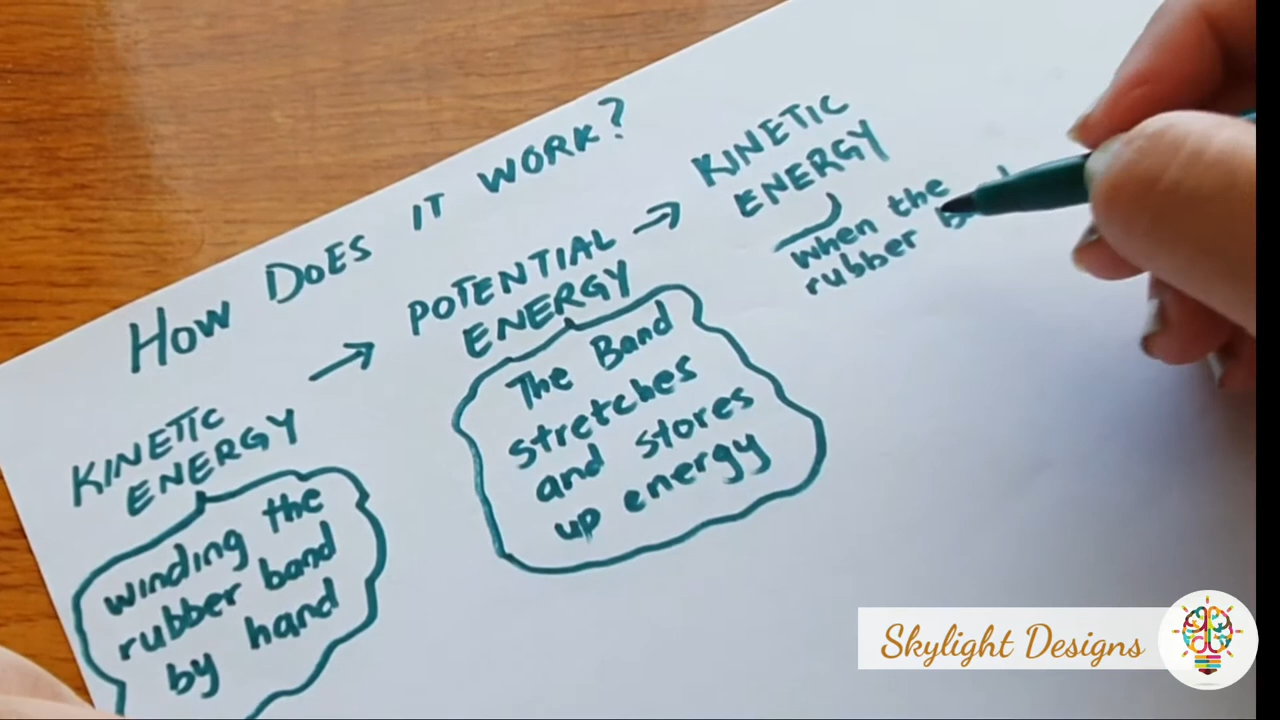 HOW DOES IT WORK?
KINETIC
ENERGY
winding the
rubber band
by hand
→ POTENTIAL
ENERGY
The Band
stretches
and stores
up energy
→ KINETIC
ENERGY
when the
rubber
Skylight Designs